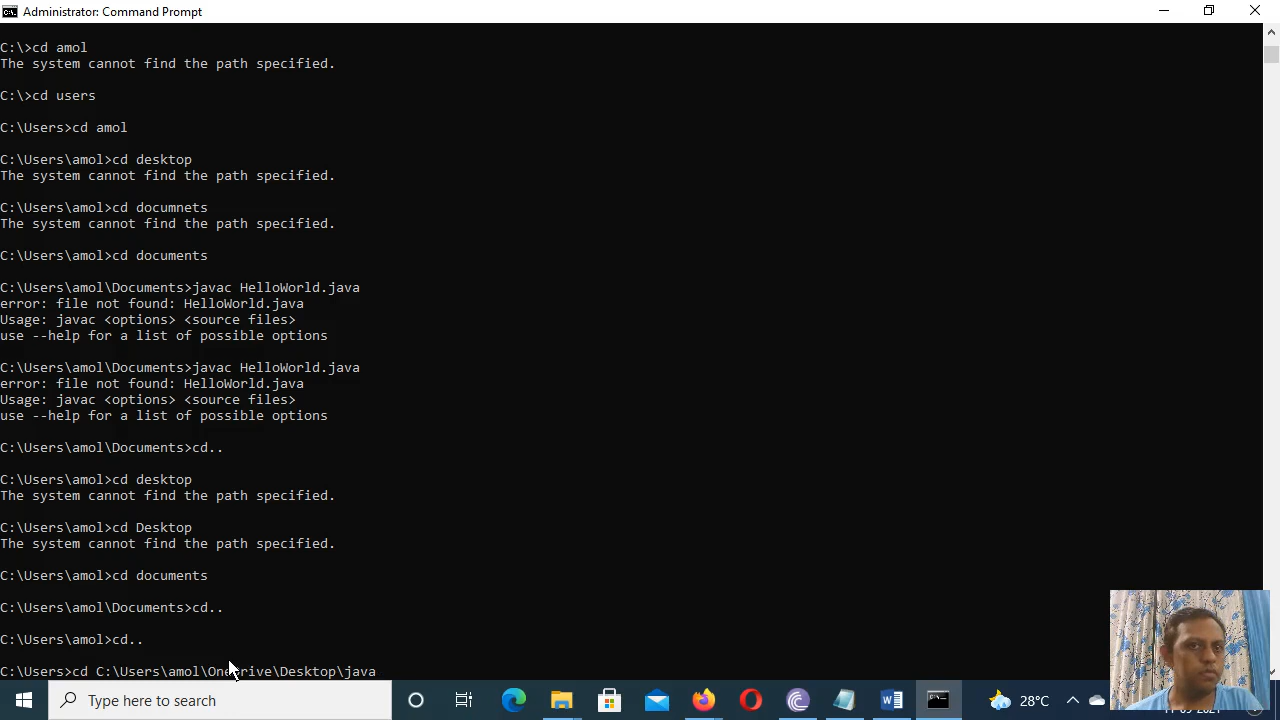 Administrator: Command Prompt
C:\>cd amol
The system cannot find the path specified.
C:\>cd users
C:\Users>cd amol
C:\Users\amol>cd desktop
The system cannot find the path specified.
C:\Users\amol>cd documnets
The system cannot find the path specified.
C:\Users\amol>cd documents
C:\Users\amol\Documents>javac HelloWorld.java
error: file not found: HelloWorld.java
Usage: javac <options> <source files>
use --help for a list of possible options
C:\Users\amol\Documents>javac HelloWorld.java
error: file not found: HelloWorld.java
Usage: javac <options> <source files>
use --help for a list of possible options
C:\Users\amol\Documents>cd..
C:\Users\amol>cd desktop
The system cannot find the path specified.
C:\Users\amol>cd Desktop
The system cannot find the path specified.
C:\Users\amol>cd documents
C:\Users\amol\Documents>cd..
C:\Users\amol>cd..
C:\Users>cd C:\Users\amol\OneDrive\Desktop\java
Type here to search
28°C